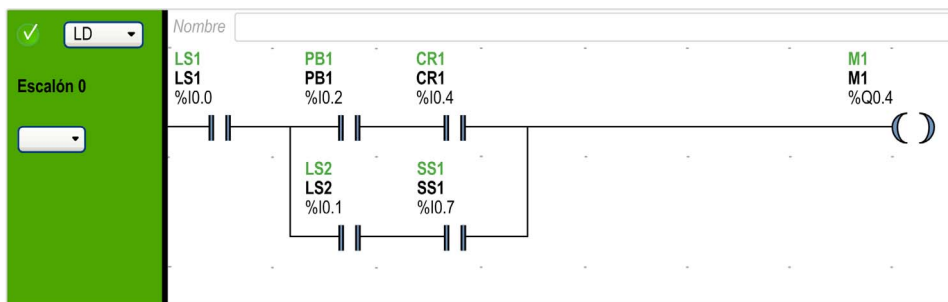 LD
Nombre
Escalón 0
LS1
LS1
%I0.0
PB1
PB1
%I0.2
CR1
CR1
%I0.4
M1
M1
%Q0.4
LS2
LS2
%I0.1
SS1
SS1
%I0.7